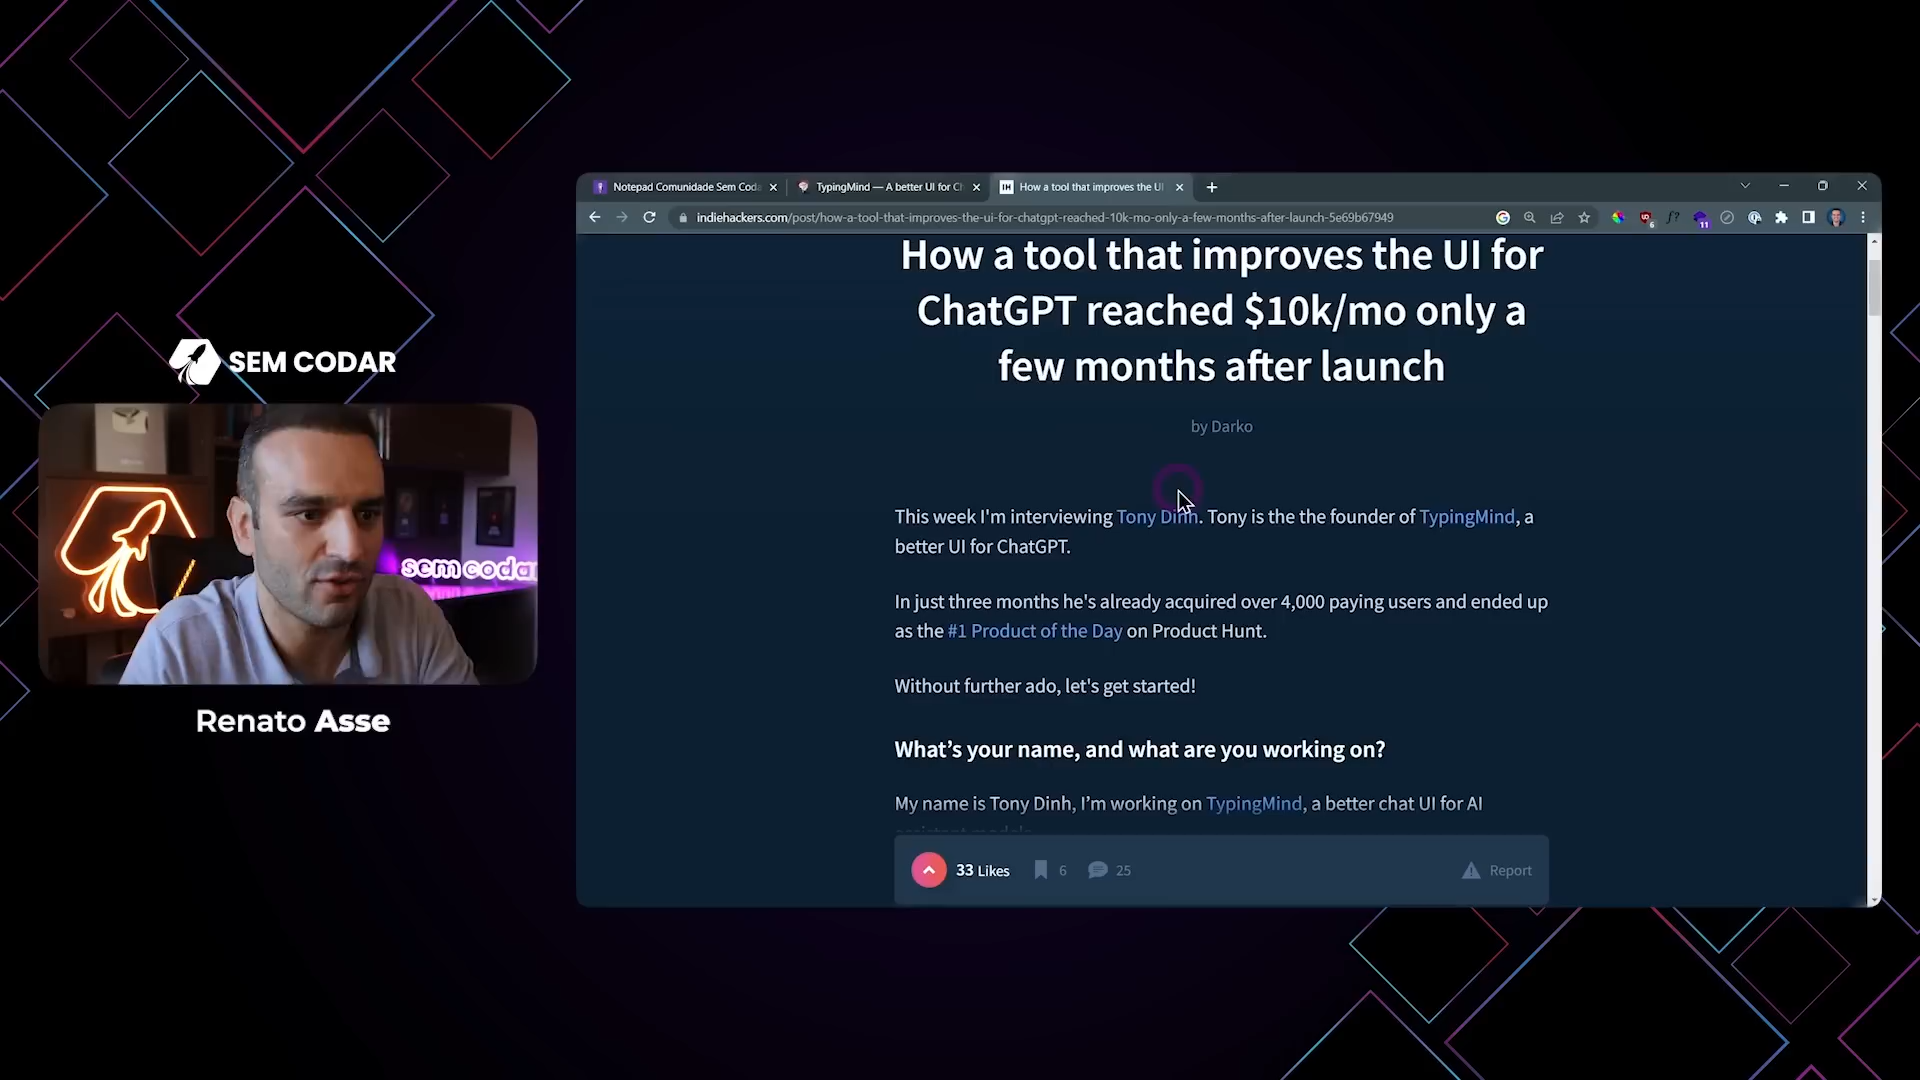 Notepad Comunidade Sem Coda
TypingMind — A better UI for C
How a tool that improves the UI
indiehackers.com/post/how-a-tool-that-improves-the-ui-for-chatgpt-reached-10k-mo-only-a-few-months-after-launch-5e69b67949
6
f?
11
How a tool that improves the UI for
ChatGPT reached $10k/mo only a
few months after launch
by Darko
This week I'm interviewing Tony Dinh. Tony is the the founder of TypingMind, a
better UI for ChatGPT.
In just three months he's already acquired over 4,000 paying users and ended up
as the #1 Product of the Day on Product Hunt.
Without further ado, let's get started!
What's your name, and what are you working on?
My name is Tony Dinh, I'm working on TypingMind, a better chat UI for AI
assistant models
33 Likes
6
25
Report
SEM CODAR
sem codar
Renato Asse